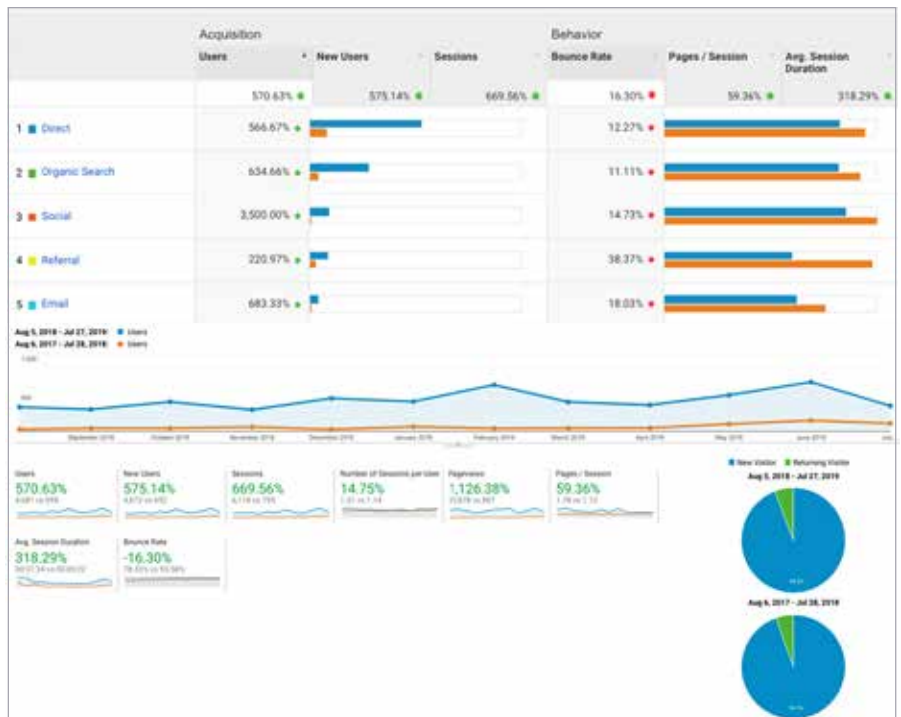 Acquisition Behavior
Users New Users Sessions Bounce Rate Pages / Session Avg. Session Duration
570.63% 575.14% 669.56% 16.30% 59.36% 318.29%
1 Direct 566.67% 12.27%
2 Organic Search 634.66% 11.11%
3 Social 3,500.00% 14.73%
4 Referral 220.97% 38.37%
5 Email 683.33% 18.03%
Aug 5, 2018 - Jul 27, 2019: Users
Aug 6, 2017 - Jul 28, 2018: Users
September 2018 October 2018 November 2018 December 2018 January 2019 February 2019 March 2019 April 2019 May 2019 June 2019
Users New Users Sessions Number of Sessions per User Pageviews Pages / Session
570.63% 575.14% 669.56% 14.75% 1,126.38% 59.36%
Avg. Session Duration Bounce Rate
318.29% -16.30%
New Visitor Returning Visitor
Aug 5, 2018 - Jul 27, 2019
Aug 6, 2017 - Jul 28, 2018